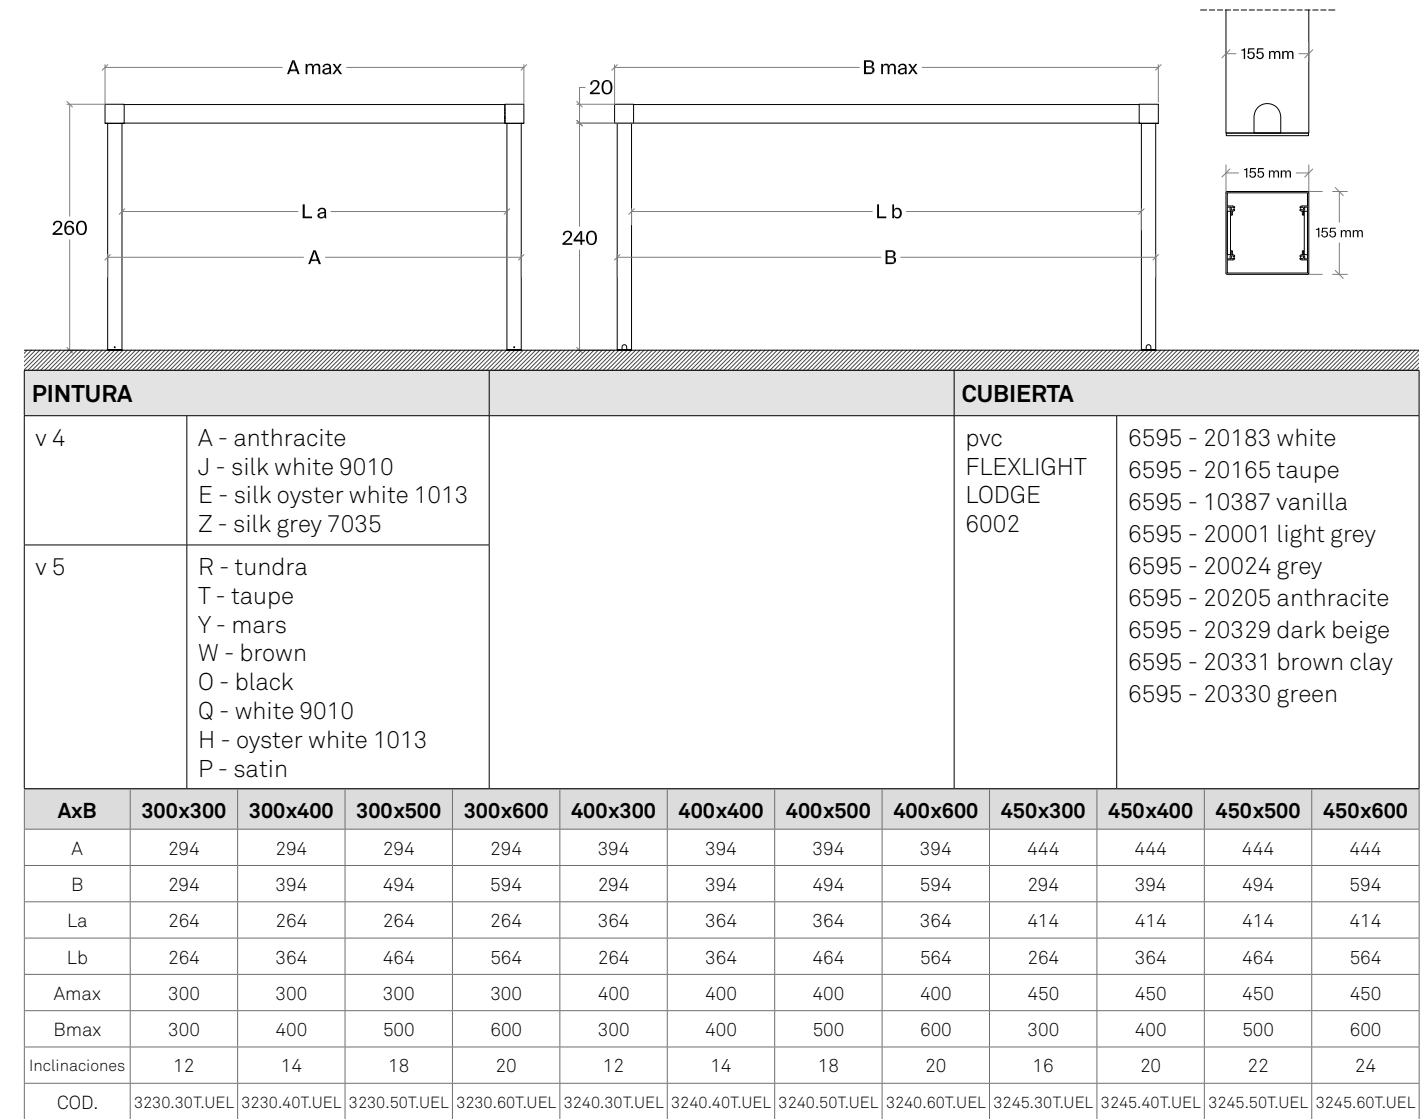 A max
B max
20
155 mm
155 mm
155 mm
L a
L b
260
240
A
B
PINTURA
CUBIERTA
v 4
A - anthracite
J - silk white 9010
E - silk oyster white 1013
Z - silk grey 7035
v 5
R - tundra
T - taupe
Y - mars
W - brown
O - black
Q - white 9010
H - oyster white 1013
P - satin
pvc
FLEXLIGHT
LODGE
6002
6595 - 20183 white
6595 - 20165 taupe
6595 - 10387 vanilla
6595 - 20001 light grey
6595 - 20024 grey
6595 - 20205 anthracite
6595 - 20329 dark beige
6595 - 20331 brown clay
6595 - 20330 green
AxB 300x300 300x400 300x500 300x600 400x300 400x400 400x500 400x600 450x300 450x400 450x500 450x600
A 294 294 294 294 394 394 394 394 444 444 444 444
B 294 394 494 594 294 394 494 594 294 394 494 594
La 264 264 264 264 364 364 364 364 414 414 414 414
Lb 264 364 464 564 264 364 464 564 264 364 464 564
Amax 300 300 300 300 400 400 400 400 450 450 450 450
Bmax 300 400 500 600 300 400 500 600 300 400 500 600
Inclinaciones 12 14 18 20 12 14 18 20 16 20 22 24
COD. 3230.30T.UEL 3230.40T.UEL 3230.50T.UEL 3230.60T.UEL 3240.30T.UEL 3240.40T.UEL 3240.50T.UEL 3240.60T.UEL 3245.30T.UEL 3245.40T.UEL 3245.50T.UEL 3245.60T.UEL